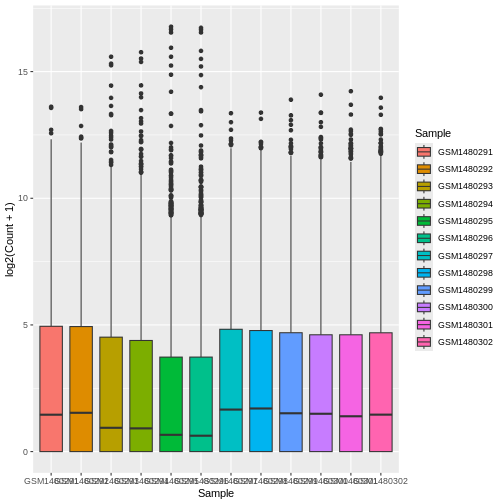 15
10
5
0
log2(Count + 1)
Sample
Sample
GSM1480291
GSM1480292
GSM1480293
GSM1480294
GSM1480295
GSM1480296
GSM1480297
GSM1480298
GSM1480299
GSM1480300
GSM1480301
GSM1480302